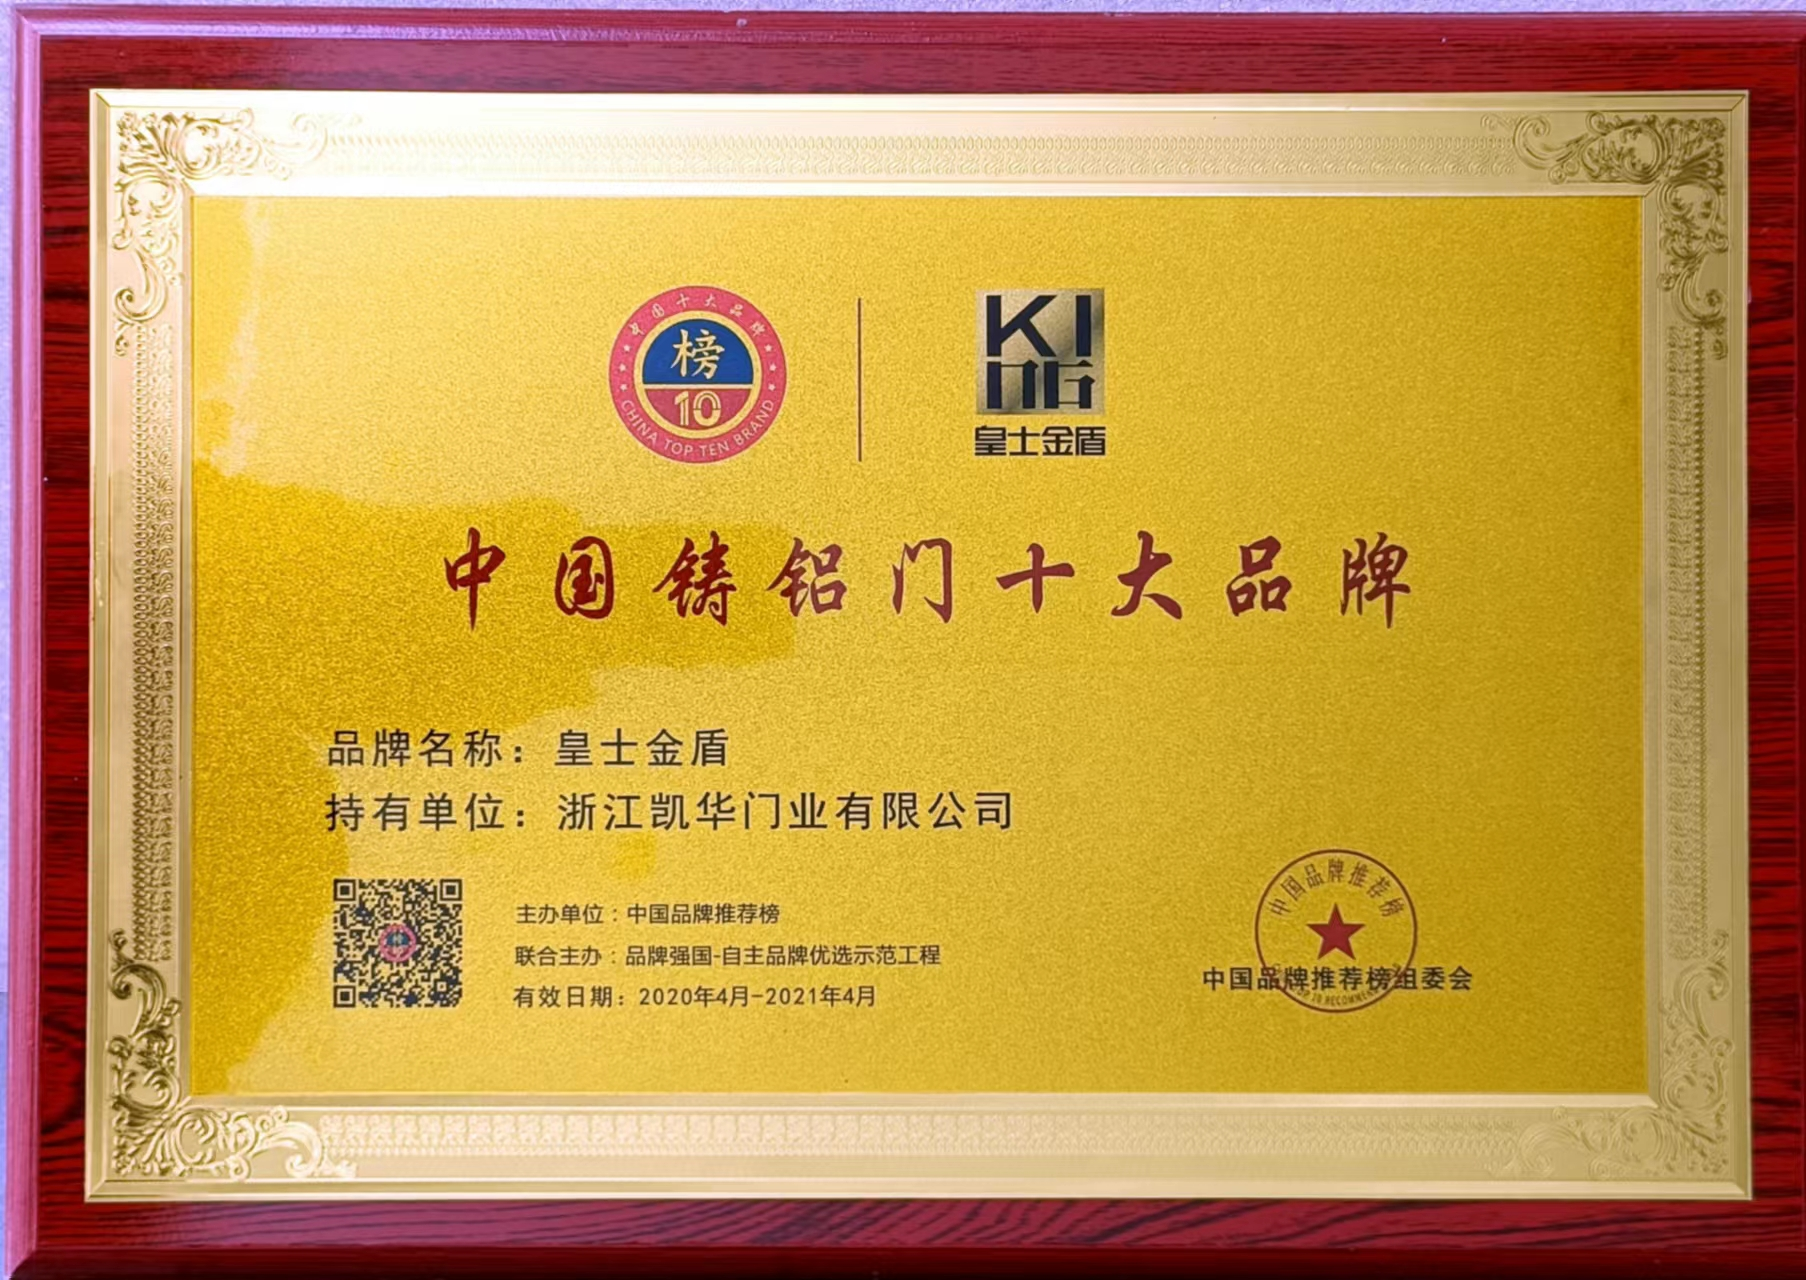 中国十大品牌
榜
10
CHINA TOP TEN BRAND
KI
NG
皇士金盾
中国铸铝门十大品牌
品牌名称：皇士金盾
持有单位：浙江凯华门业有限公司
主办单位：中国品牌推荐榜
联合主办：品牌强国-自主品牌优选示范工程
有效日期：2020年4月-2021年4月
中国品牌推荐榜
中国品牌推荐榜组委会